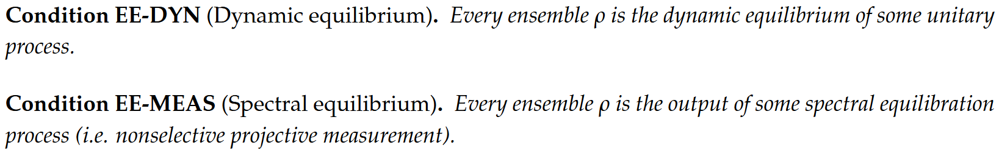 Condition EE-DYN (Dynamic equilibrium). Every ensemble ρ is the dynamic equilibrium of some unitary
process.
Condition EE-MEAS (Spectral equilibrium). Every ensemble ρ is the output of some spectral equilibration
process (i.e. nonselective projective measurement).